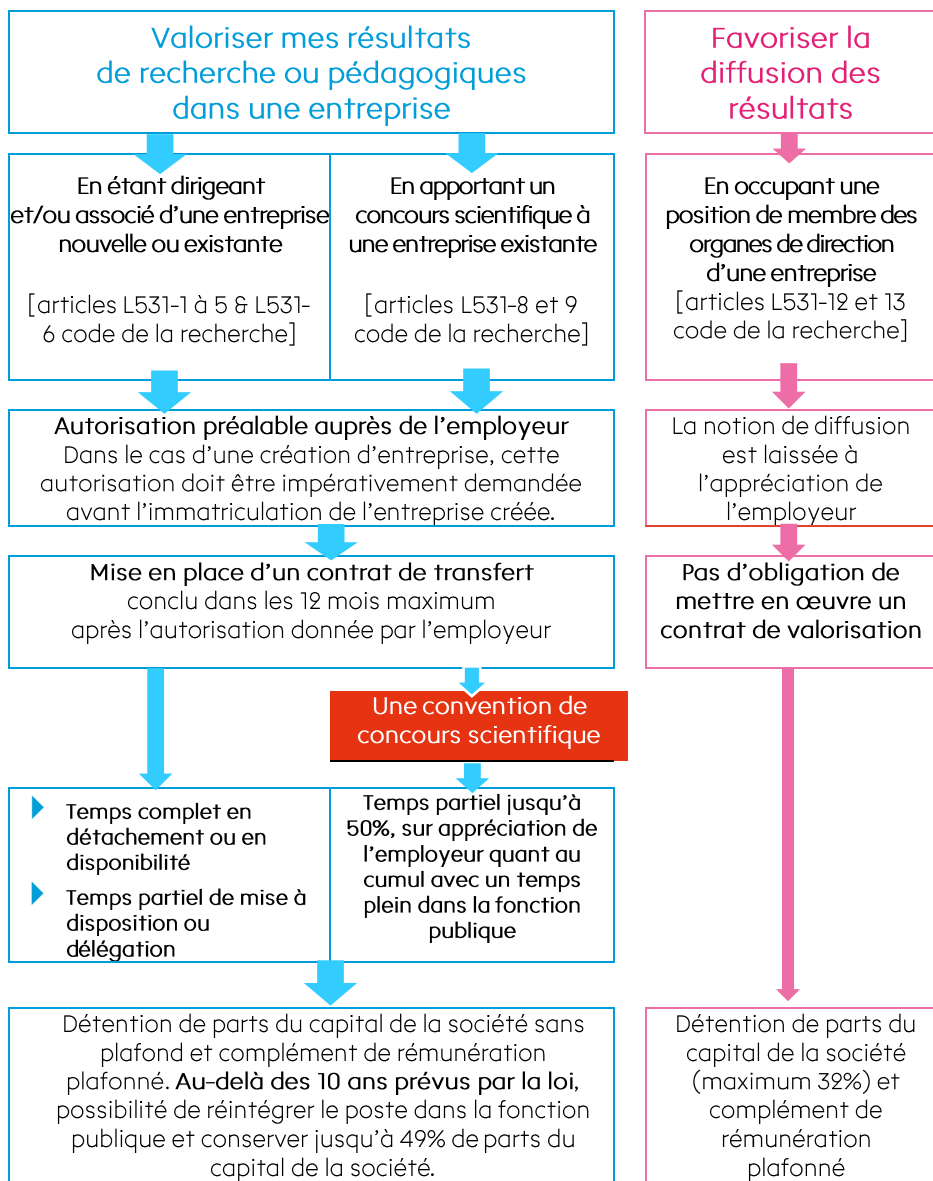 Valoriser mes résultats
de recherche ou pédagogiques
dans une entreprise
Favoriser la
diffusion des
résultats
En étant dirigeant
et/ou associé d’une entreprise
nouvelle ou existante
[articles L531-1 à 5 & L531-
6 code de la recherche]
En apportant un
concours scientifique à
une entreprise existante
[articles L531-8 et 9
code de la recherche]
En occupant une
position de membre des
organes de direction
d’une entreprise
[articles L531-12 et 13
code de la recherche]
Autorisation préalable auprès de l’employeur
Dans le cas d’une création d’entreprise, cette
autorisation doit être impérativement demandée
avant l’immatriculation de l’entreprise créée.
La notion de diffusion
est laissée à
l’appréciation de
l’employeur
Mise en place d’un contrat de transfert
conclu dans les 12 mois maximum
après l’autorisation donnée par l’employeur
Pas d’obligation de
mettre en œuvre un
contrat de valorisation
Une convention de
concours scientifique
Temps complet en
détachement ou en
disponibilité
Temps partiel de mise à
disposition ou
délégation
Temps partiel jusqu’à
50%, sur appréciation de
l’employeur quant au
cumul avec un temps
plein dans la fonction
publique
Détention de parts du capital de la société sans
plafond et complément de rémunération
plafonné. Au-delà des 10 ans prévus par la loi,
possibilité de réintégrer le poste dans la fonction
publique et conserver jusqu’à 49% de parts du
capital de la société.
Détention de parts du
capital de la société
(maximum 32%) et
complément de
rémunération
plafonné